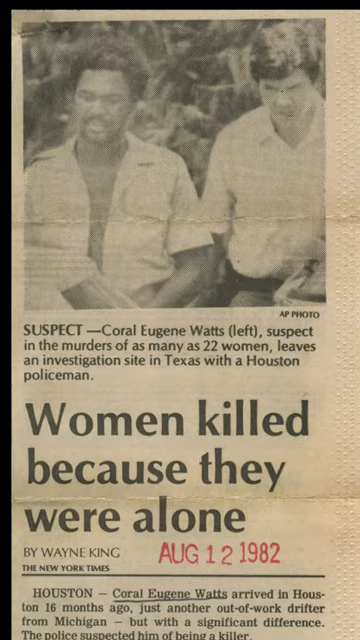 AP PHOTO
SUSPECT —Coral Eugene Watts (left), suspect
in the murders of as many as 22 women, leaves
an investigation site in Texas with a Houston
policeman.
Women killed
because they
were alone
BY WAYNE KING
AUG 12 1982
THE NEW YORK TIMES
HOUSTON – Coral Eugene Watts arrived in Hous-
ton 16 months ago, just another out-of-work drifter
from Michigan – but with a significant difference.
The police suspected him of being a killer.